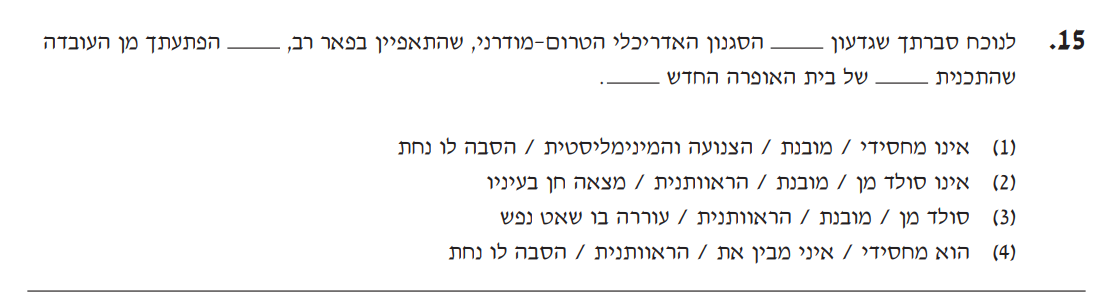 15. לנוכח סברתך שגדעון _____ הסגנון האדריכלי הטרום-מודרני, שהתאפיין בפאר רב, _____ הפתעתך מן העובדה
שהתכנית _____ של בית האופרה החדש _____.
(1) אינו מחסידי / מובנת / הצנועה והמינימליסטית / הסבה לו נחת
(2) אינו סולד מן / מובנת / הראוותנית / מצאה חן בעיניו
(3) סולד מן / מובנת / הראוותנית / עוררה בו שאט נפש
(4) הוא מחסידי / איני מבין את / הראוותנית / הסבה לו נחת